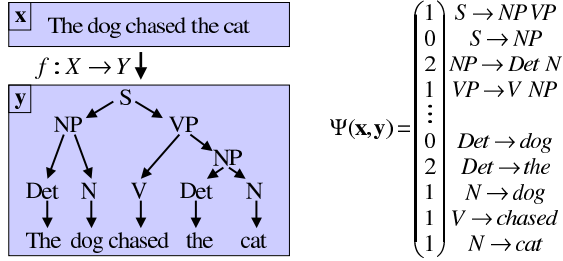 x
The dog chased the cat
f : X → Y
y
S
NP VP
NP
Det N V Det N
The dog chased the cat
Ψ(x,y) =
1 S → NP VP
0 S → NP
2 NP → Det N
1 VP → V NP
⋮
0 Det → dog
2 Det → the
1 N → dog
1 V → chased
1 N → cat